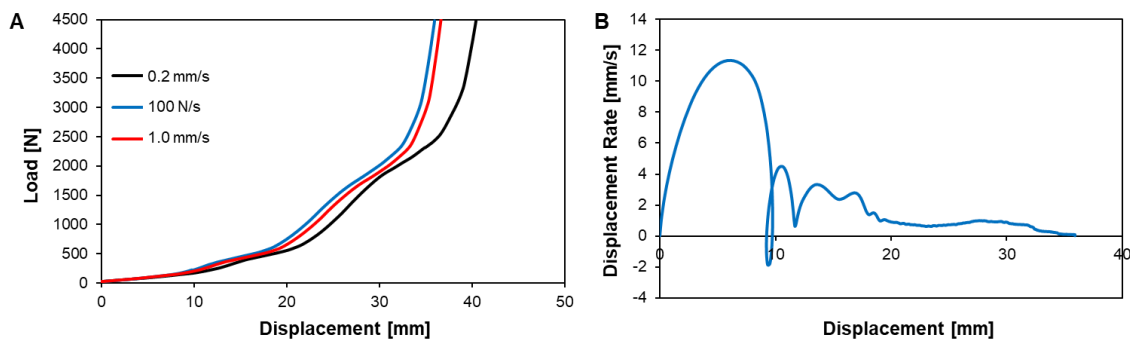 A
4500
4000
3500
3000
2500
2000
1500
1000
500
0
Load [N]
0.2 mm/s
100 N/s
1.0 mm/s
0 10 20 30 40 50
Displacement [mm]
B
14
12
10
8
6
4
2
0
-2
-4
Displacement Rate [mm/s]
0 10 20 30 40
Displacement [mm]